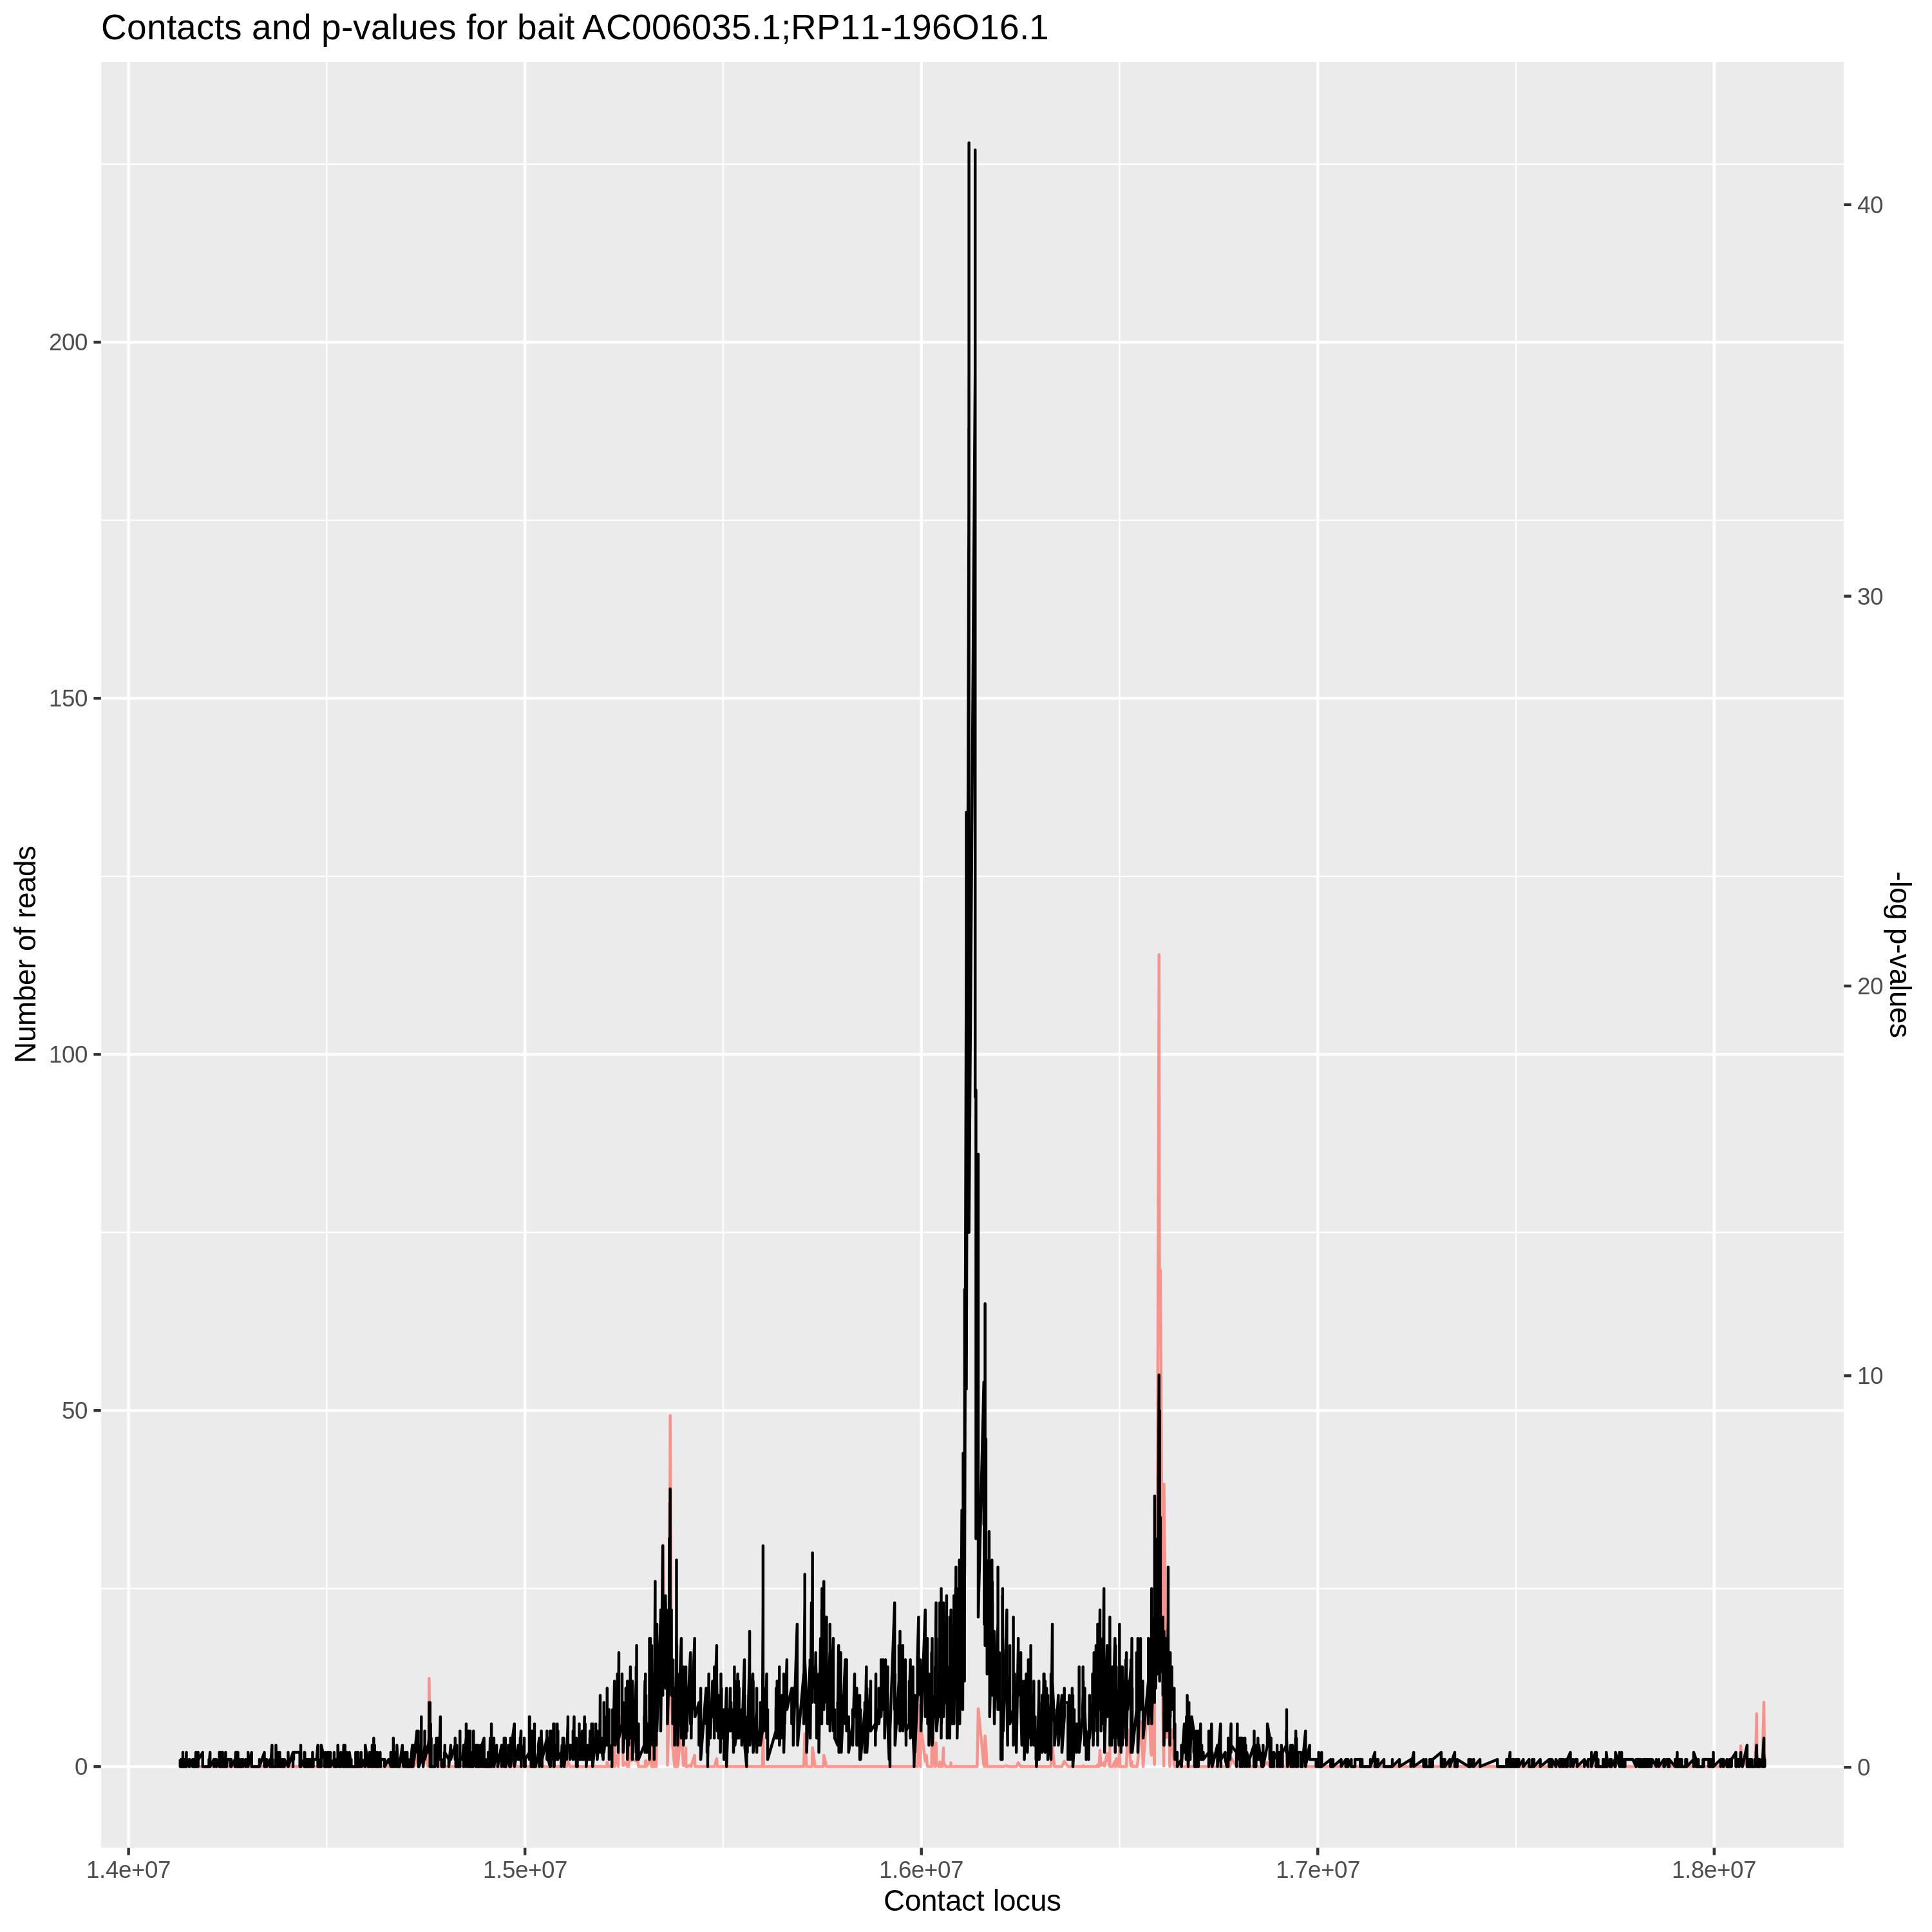 Contacts and p-values for bait AC006035.1;RP11-196O16.1
Number of reads
200
150
100
50
0
40
30
20
10
0
-log p-values
1.4e+07 1.5e+07 1.6e+07 1.7e+07 1.8e+07
Contact locus